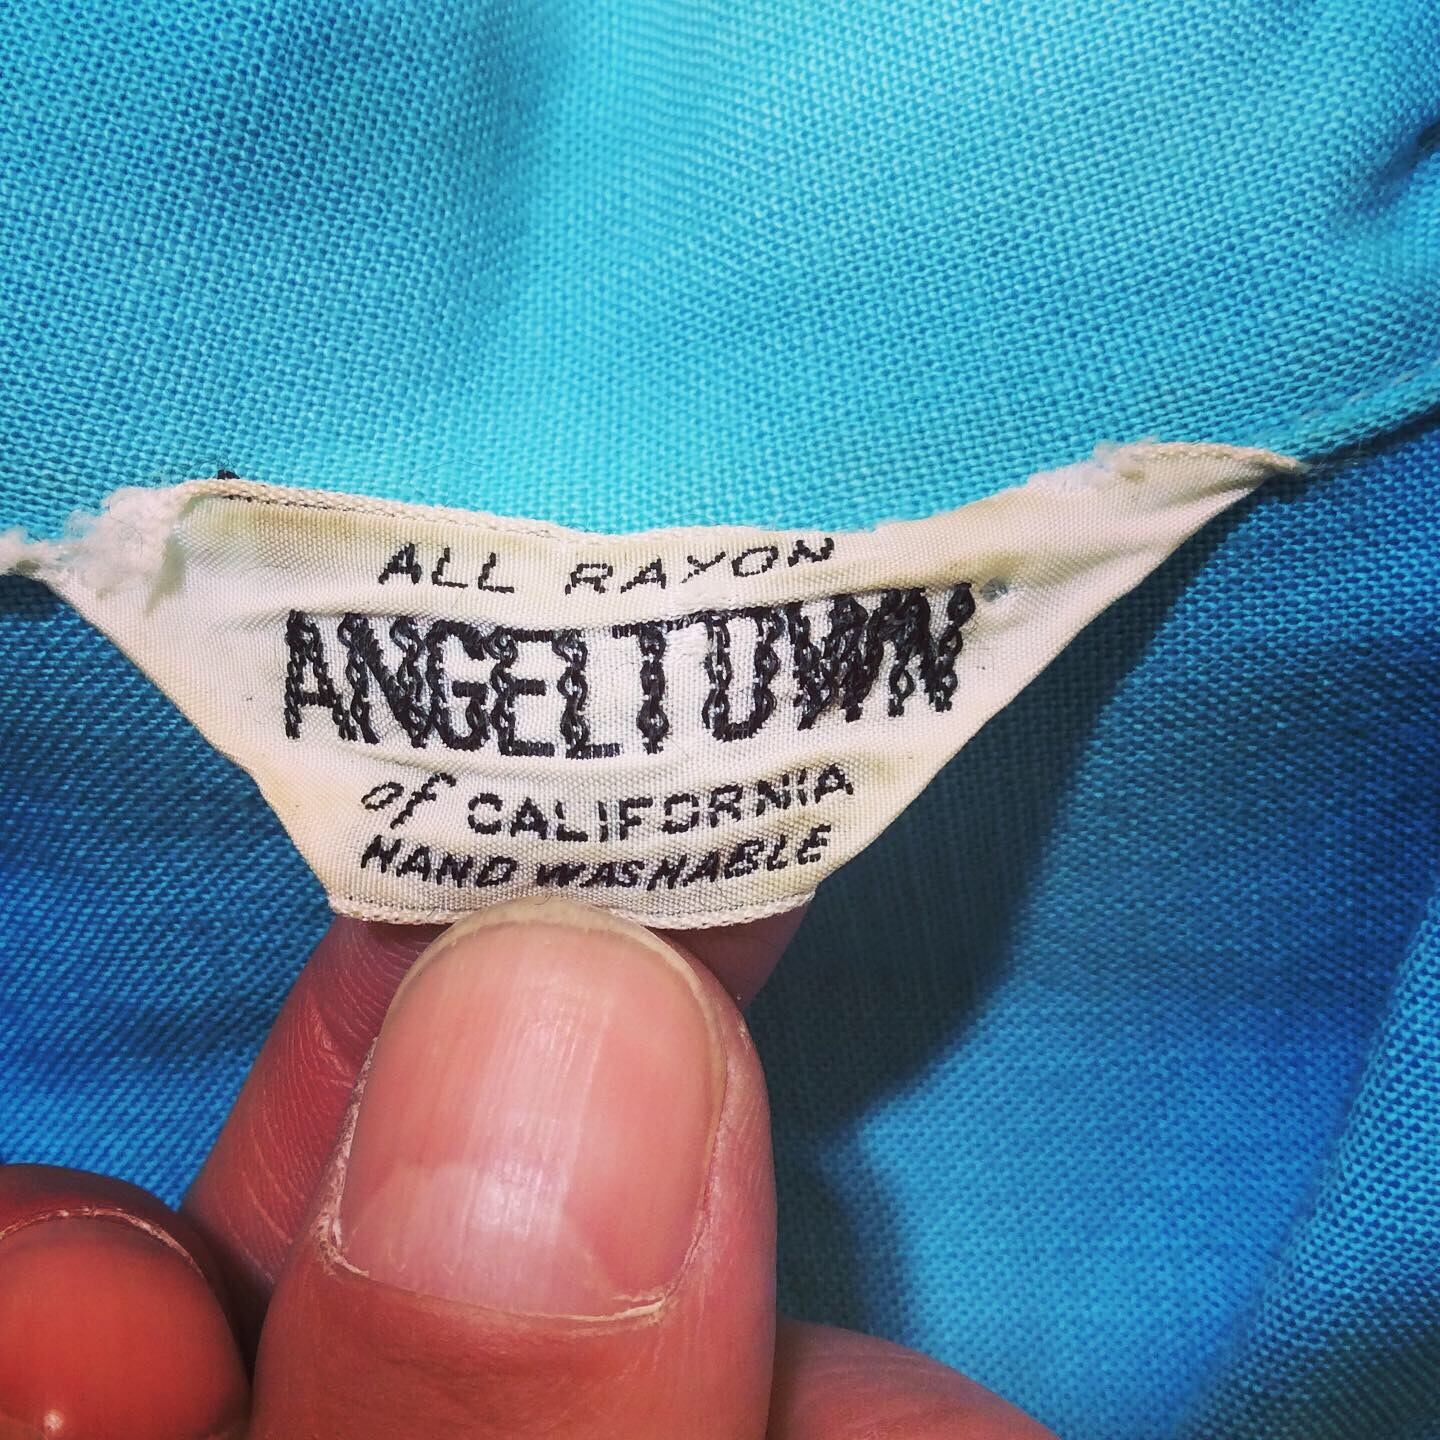 ALL RAYON
ANGELTOWN
of CALIFORNIA
HAND WASHABLE